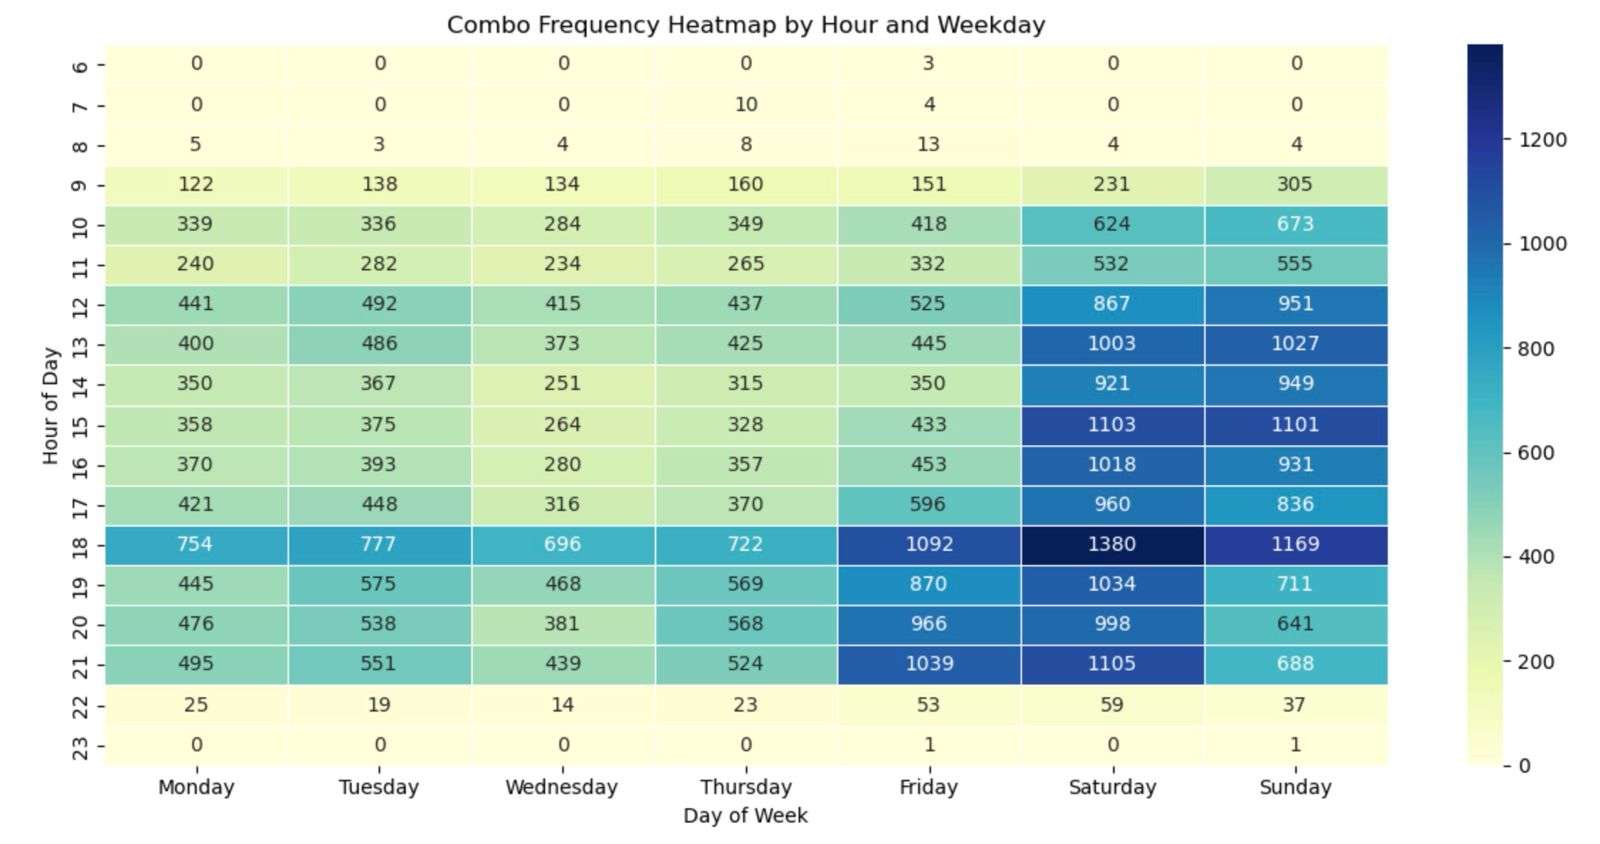 Combo Frequency Heatmap by Hour and Weekday
6 0 0 0 0 3 0 0
7 0 0 0 10 4 0 0
8 5 3 4 8 13 4 4
9 122 138 134 160 151 231 305
10 339 336 284 349 418 624 673
11 240 282 234 265 332 532 555
12 441 492 415 437 525 867 951
13 400 486 373 425 445 1003 1027
14 350 367 251 315 350 921 949
15 358 375 264 328 433 1103 1101
16 370 393 280 357 453 1018 931
17 421 448 316 370 596 960 836
18 754 777 696 722 1092 1380 1169
19 445 575 468 569 870 1034 711
20 476 538 381 568 966 998 641
21 495 551 439 524 1039 1105 688
22 25 19 14 23 53 59 37
23 0 0 0 0 1 0 1
Monday Tuesday Wednesday Thursday Friday Saturday Sunday
Day of Week
Hour of Day
1200
1000
800
600
400
200
0